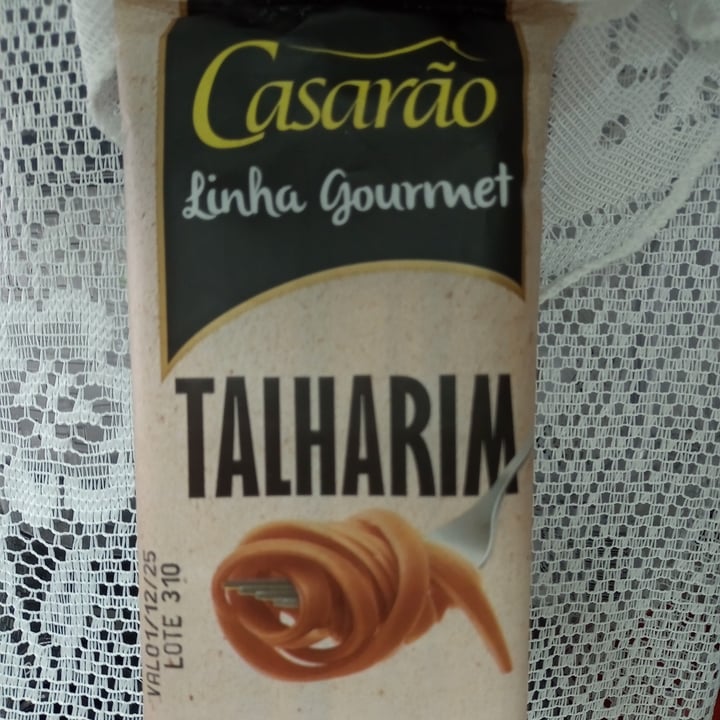 Casarão
Linha Gourmet
TALHARIM
VAL01/12/25
LOTE 310